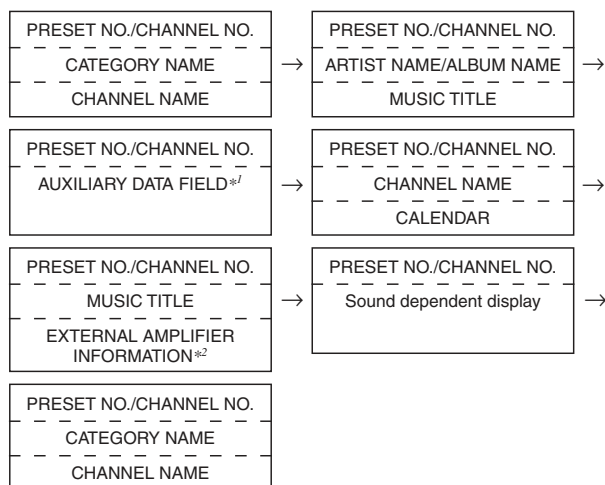 PRESET NO./CHANNEL NO.
CATEGORY NAME
CHANNEL NAME
→
PRESET NO./CHANNEL NO.
ARTIST NAME/ALBUM NAME
MUSIC TITLE
→
PRESET NO./CHANNEL NO.
AUXILIARY DATA FIELD*1
→
PRESET NO./CHANNEL NO.
CHANNEL NAME
CALENDAR
→
PRESET NO./CHANNEL NO.
MUSIC TITLE
EXTERNAL AMPLIFIER
INFORMATION*2
→
PRESET NO./CHANNEL NO.
Sound dependent display
→
PRESET NO./CHANNEL NO.
CATEGORY NAME
CHANNEL NAME